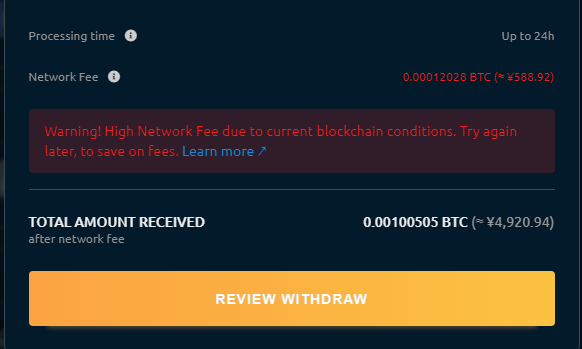 Processing time Up to 24h
Network Fee 0.00012028 BTC (≈ ¥588.92)
Warning! High Network Fee due to current blockchain conditions. Try again
later, to save on fees. Learn more ↗
TOTAL AMOUNT RECEIVED 0.00100505 BTC (≈ ¥4,920.94)
after network fee
REVIEW WITHDRAW